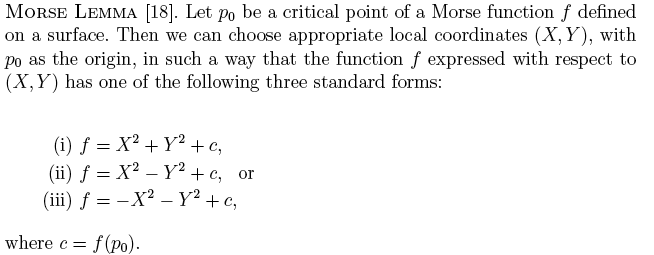 MORSE LEMMA [18]. Let p₀ be a critical point of a Morse function f defined
on a surface. Then we can choose appropriate local coordinates (X, Y), with
p₀ as the origin, in such a way that the function f expressed with respect to
(X, Y) has one of the following three standard forms:
(i) f = X² + Y² + c,
(ii) f = X² − Y² + c, or
(iii) f = −X² − Y² + c,
where c = f(p₀).